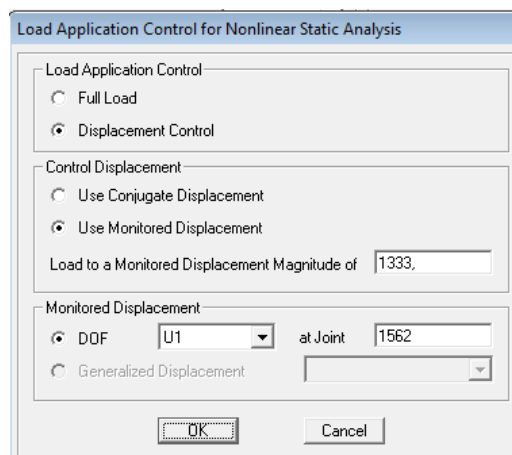 Load Application Control for Nonlinear Static Analysis
Load Application Control
Full Load
Displacement Control
Control Displacement
Use Conjugate Displacement
Use Monitored Displacement
Load to a Monitored Displacement Magnitude of 1333,
Monitored Displacement
DOF U1 at Joint 1562
Generalized Displacement
OK Cancel